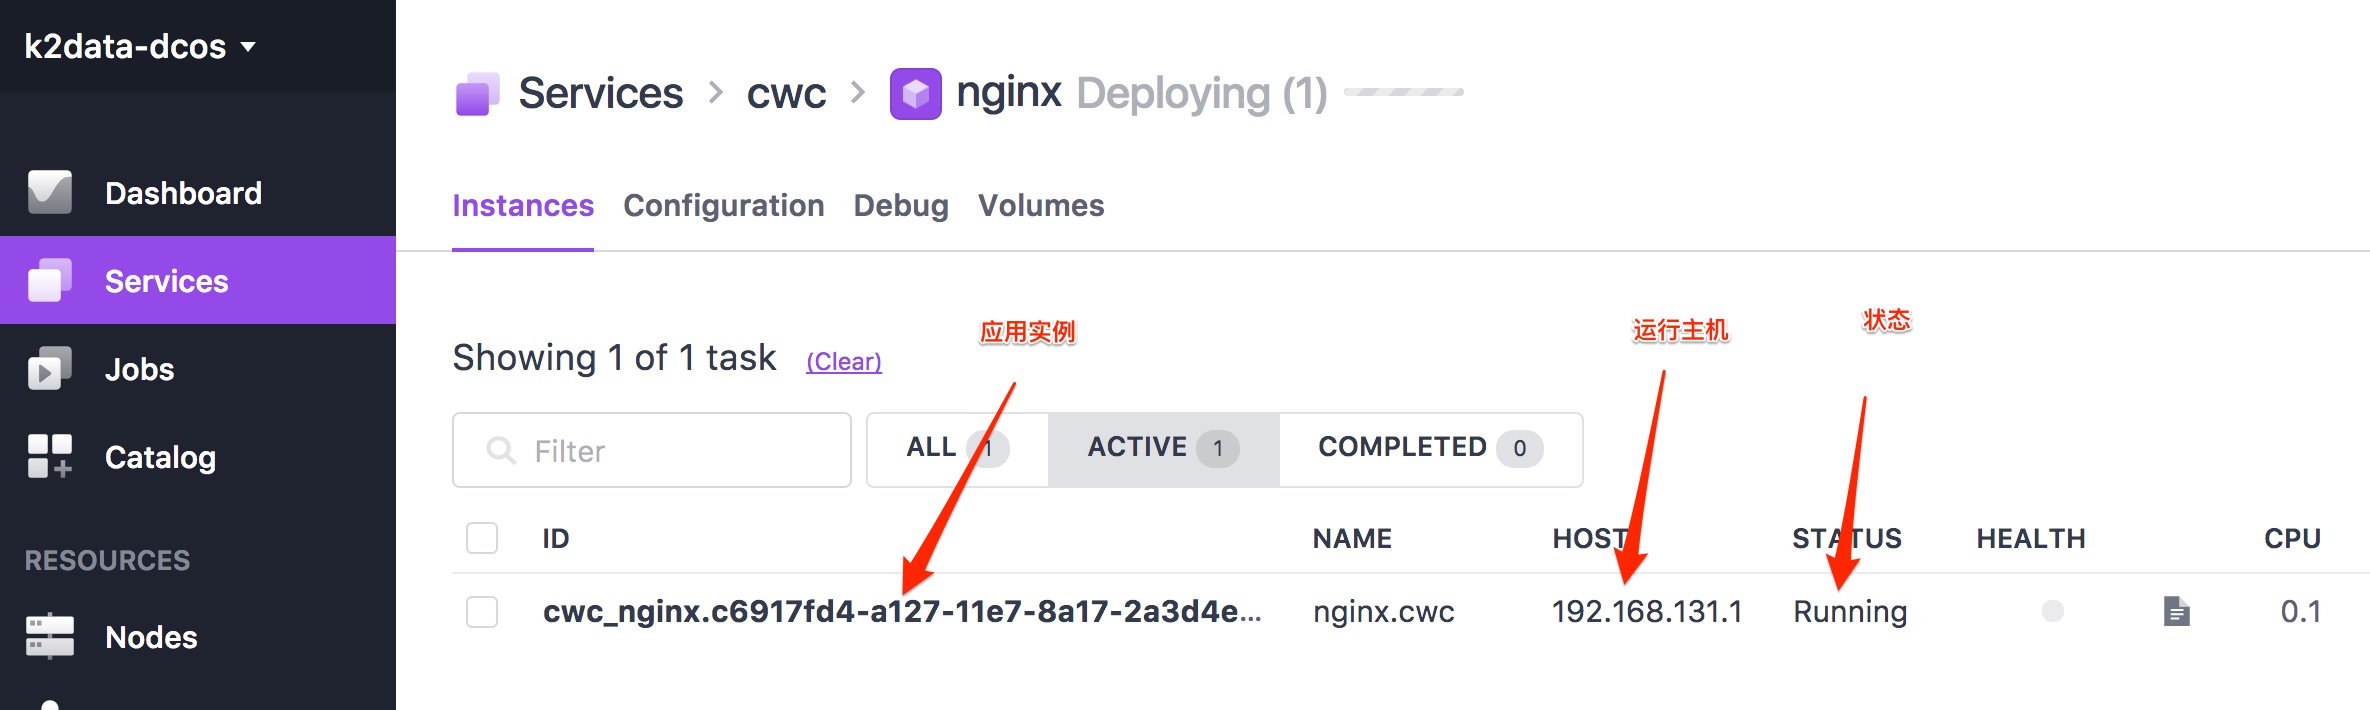 k2data-dcos
Dashboard
Services
Jobs
Catalog
RESOURCES
Nodes
Services > cwc > nginx Deploying (1)
Instances Configuration Debug Volumes
应用实例 运行主机 状态
Showing 1 of 1 task (Clear)
Filter ALL 1 ACTIVE 1 COMPLETED 0
ID NAME HOST STATUS HEALTH CPU
cwc_nginx.c6917fd4-a127-11e7-8a17-2a3d4e... nginx.cwc 192.168.131.1 Running 0.1